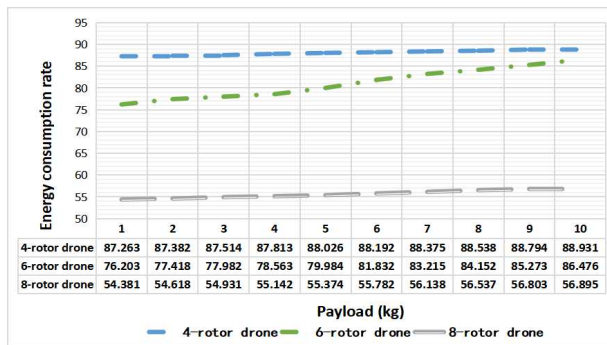 95
90
85
80
75
70
65
60
55
50
Energy consumption rate
1 2 3 4 5 6 7 8 9 10
4-rotor drone 87.263 87.382 87.514 87.813 88.026 88.192 88.375 88.538 88.794 88.931
6-rotor drone 76.203 77.418 77.982 78.563 79.984 81.832 83.215 84.152 85.273 86.476
8-rotor drone 54.381 54.618 54.931 55.142 55.374 55.782 56.138 56.537 56.803 56.895
Payload (kg)
4-rotor drone 6-rotor drone 8-rotor drone